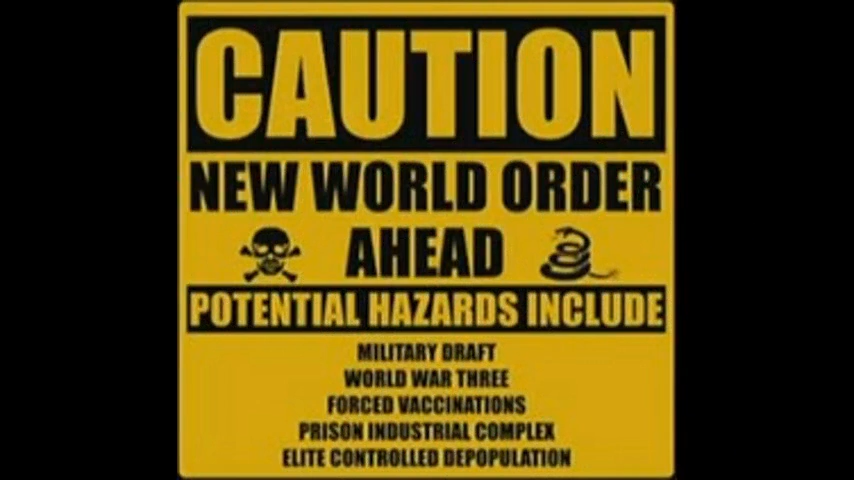 CAUTION
NEW WORLD ORDER
AHEAD
POTENTIAL HAZARDS INCLUDE
MILITARY DRAFT
WORLD WAR THREE
FORCED VACCINATIONS
PRISON INDUSTRIAL COMPLEX
ELITE CONTROLLED DEPOPULATION